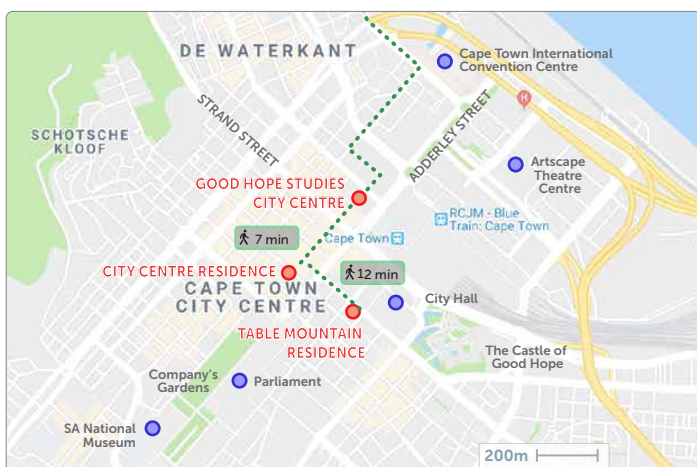 DE WATERKANT
Cape Town International
Convention Centre
STRAND STREET
ADDERLEY STREET
H
SCHOTSCHE
KLOOF
Artscape
Theatre
Centre
GOOD HOPE STUDIES
CITY CENTRE
RCJM - Blue
Train: Cape Town
7 min
Cape Town
CITY CENTRE RESIDENCE
12 min
CAPE TOWN
CITY CENTRE
City Hall
TABLE MOUNTAIN
RESIDENCE
The Castle of
Good Hope
Company's
Gardens
Parliament
SA National
Museum
200m